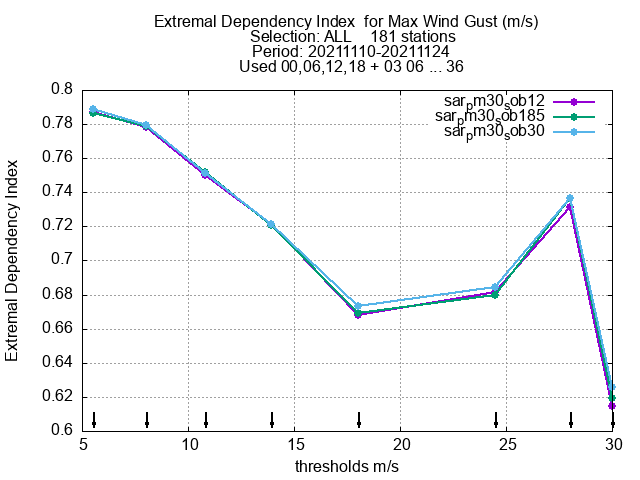 Extremal Dependency Index  for Max Wind Gust (m/s)
Selection: ALL    181 stations
Period: 20211110-20211124
Used 00,06,12,18 + 03 06 ... 36
Extremal Dependency Index
0.8
0.78
0.76
0.74
0.72
0.7
0.68
0.66
0.64
0.62
0.6
sarpm30sob12
sarpm30sob185
sarpm30sob30
5 10 15 20 25 30
thresholds m/s